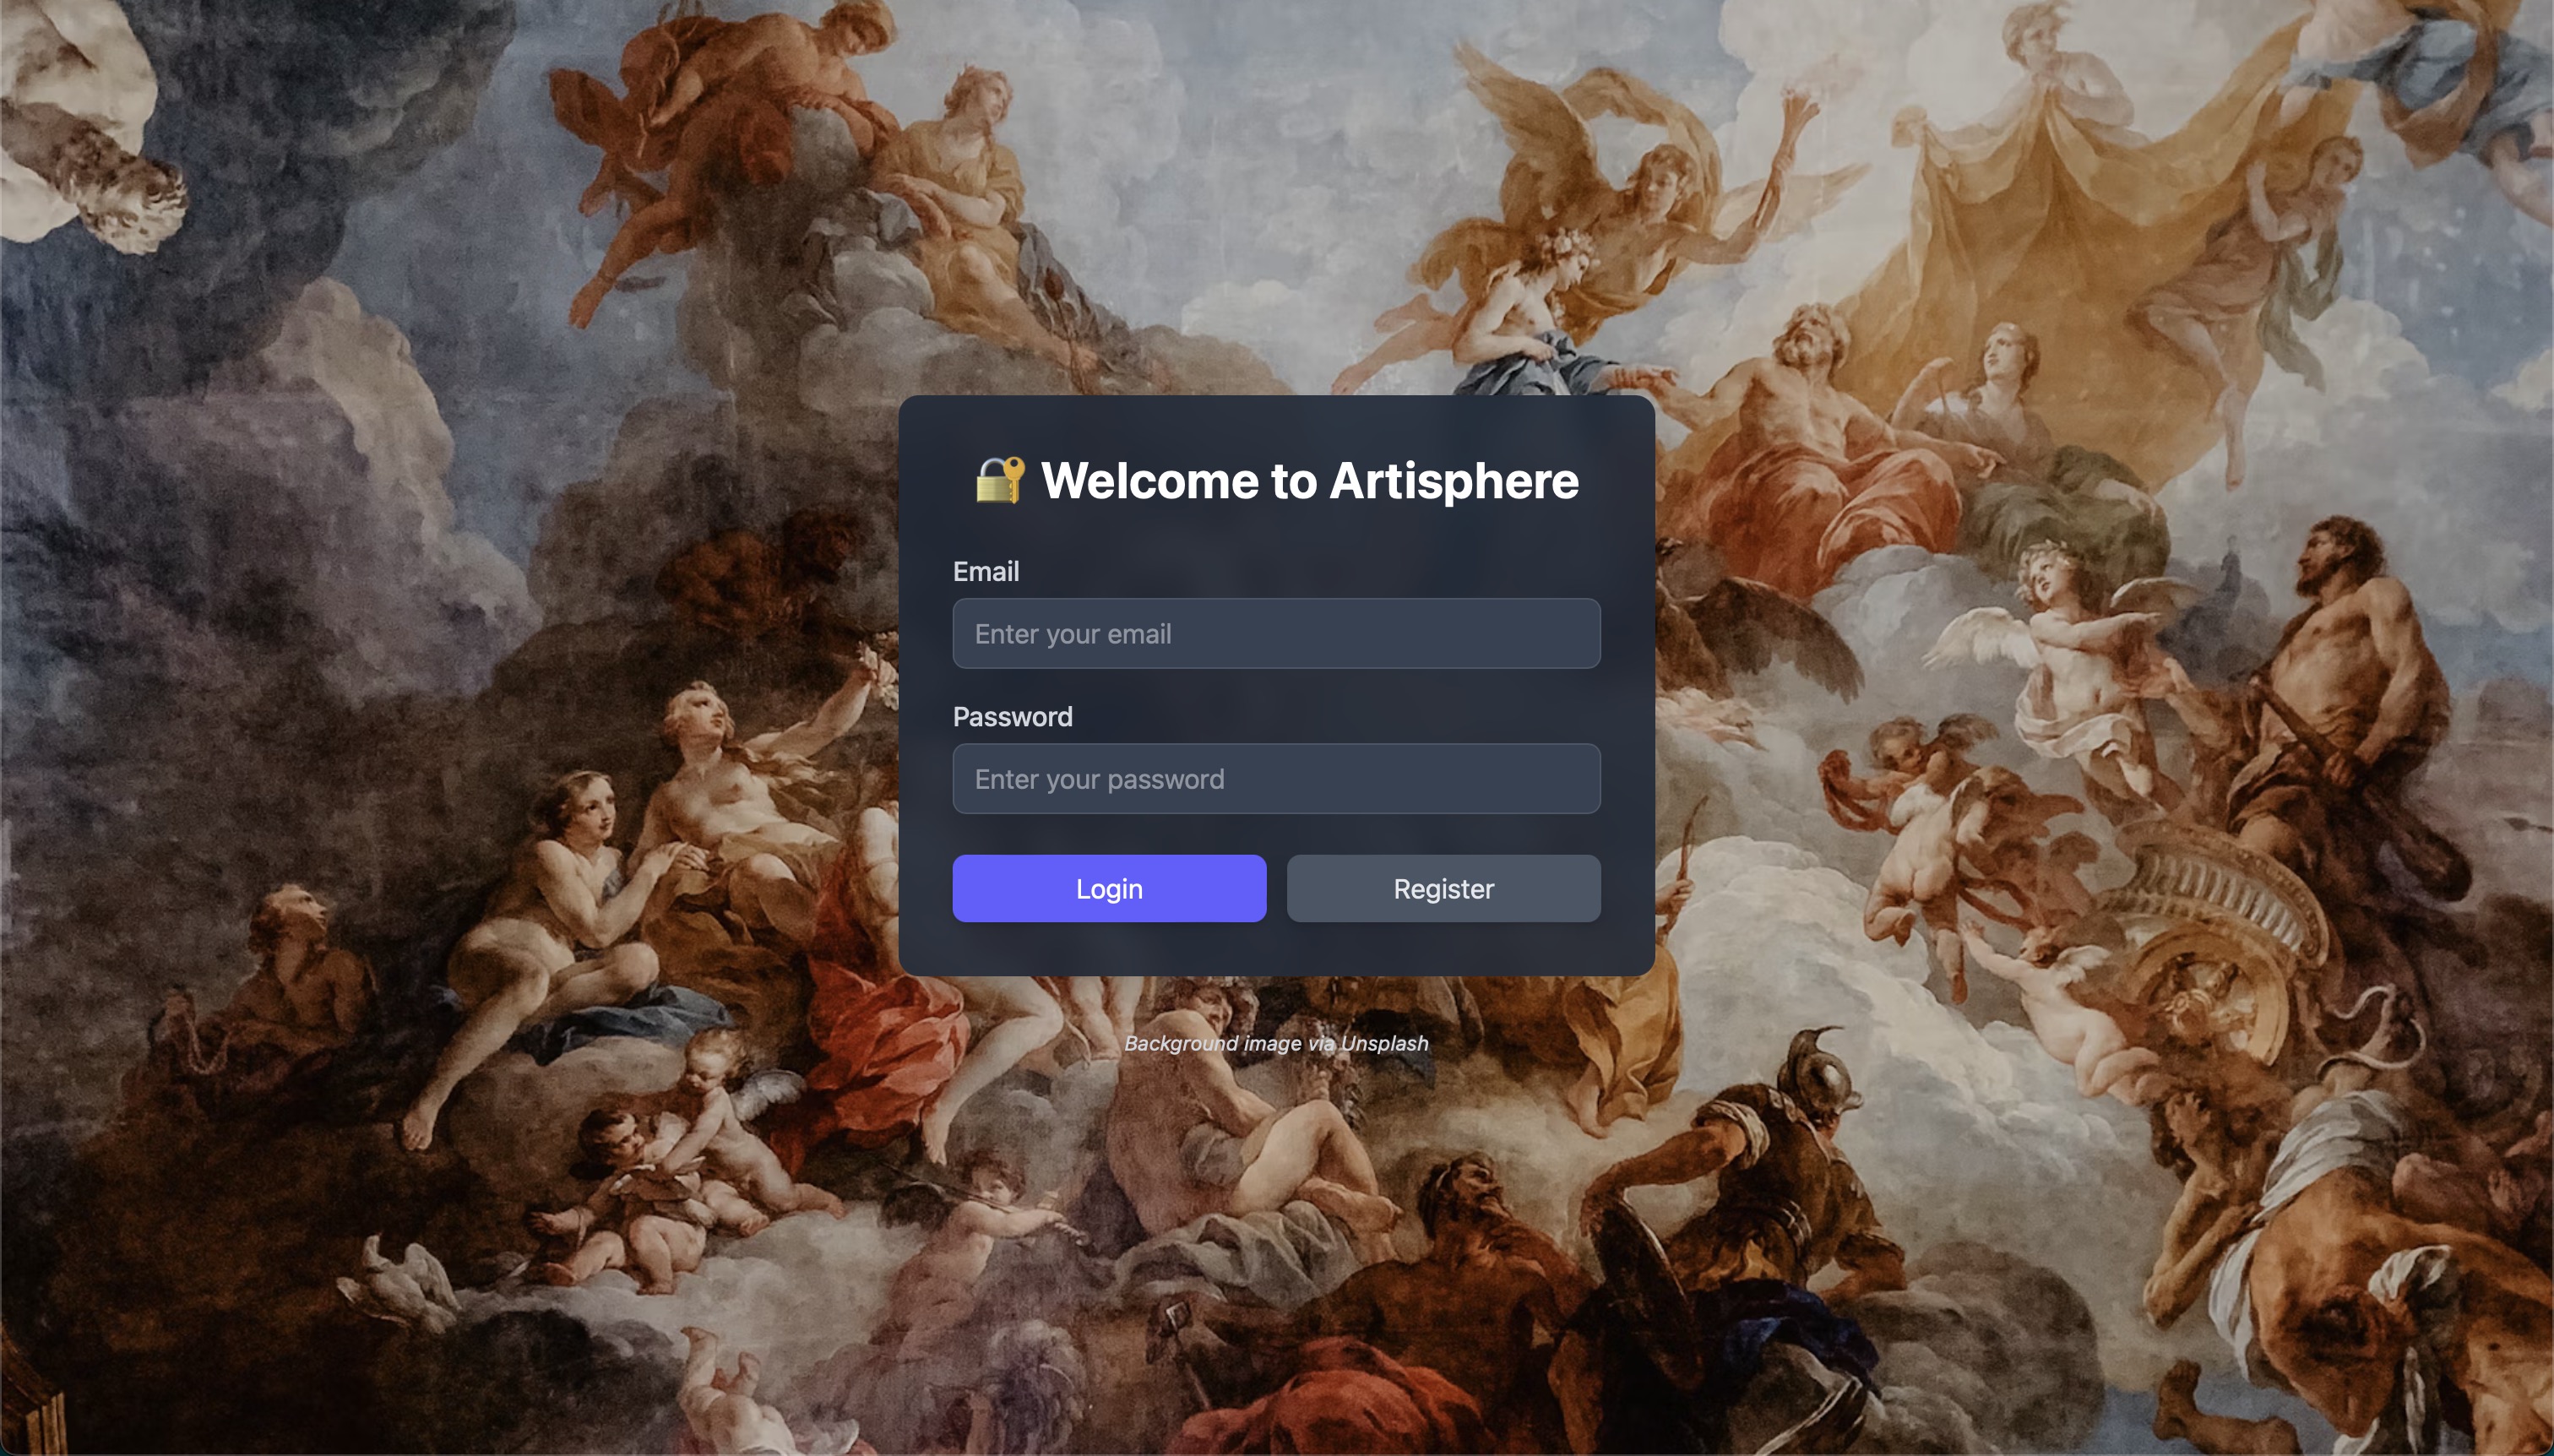 🔐 Welcome to Artisphere
Email
Enter your email
Password
Enter your password
Login Register
Background image via Unsplash